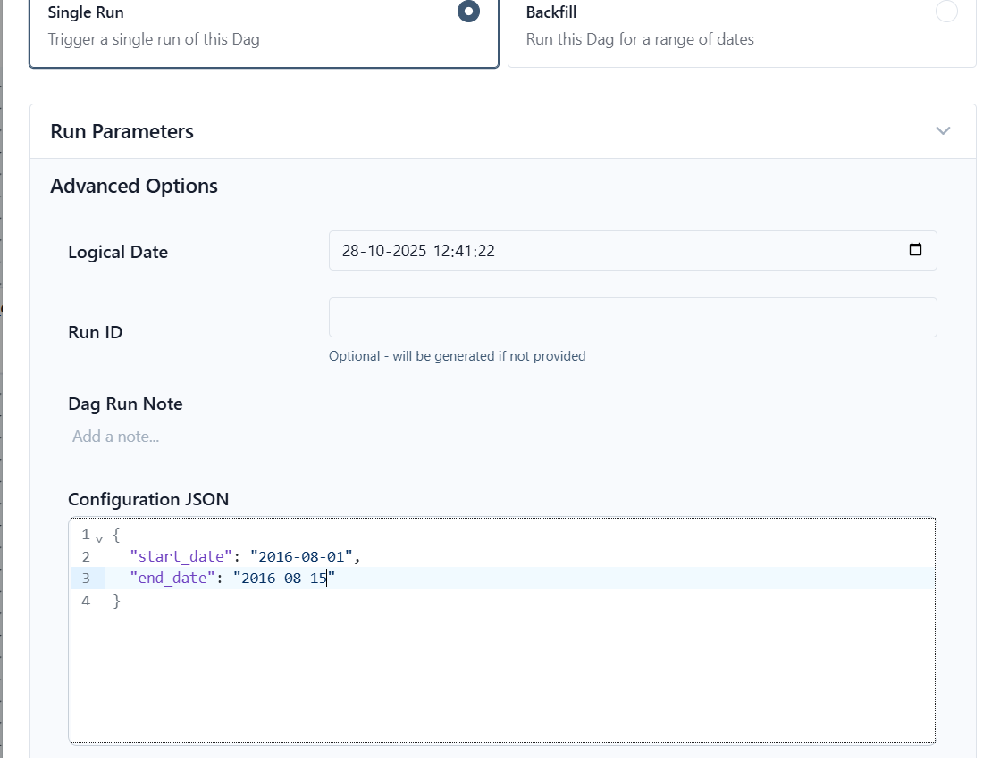 Single Run
Backfill
Trigger a single run of this Dag
Run this Dag for a range of dates
Run Parameters
Advanced Options
Logical Date
28-10-2025 12:41:22
Run ID
Optional - will be generated if not provided
Dag Run Note
Add a note...
Configuration JSON
1 {
2 "start_date": "2016-08-01",
3 "end_date": "2016-08-15"
4 }